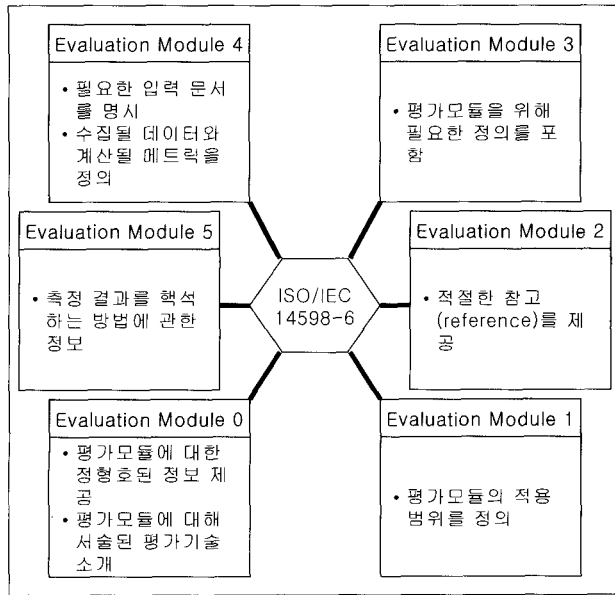 Evaluation Module 4
• 필요한 입력 문서
를 명시
• 수집될 데이터와
계산될 메트릭을
정의
Evaluation Module 3
• 평가모듈을 위해
필요한 정의를 포
함
Evaluation Module 5
• 측정 결과를 핵석
하는 방법에 관한
정보
ISO/IEC
14598-6
Evaluation Module 2
• 적절한 참고
(reference)를 제
공
Evaluation Module 0
• 평가모듈에 대한
정형호된 정보 제
공
• 평가모듈에 대해
서술된 평가기술
소개
Evaluation Module 1
• 평가모듈의 적용
범위를 정의